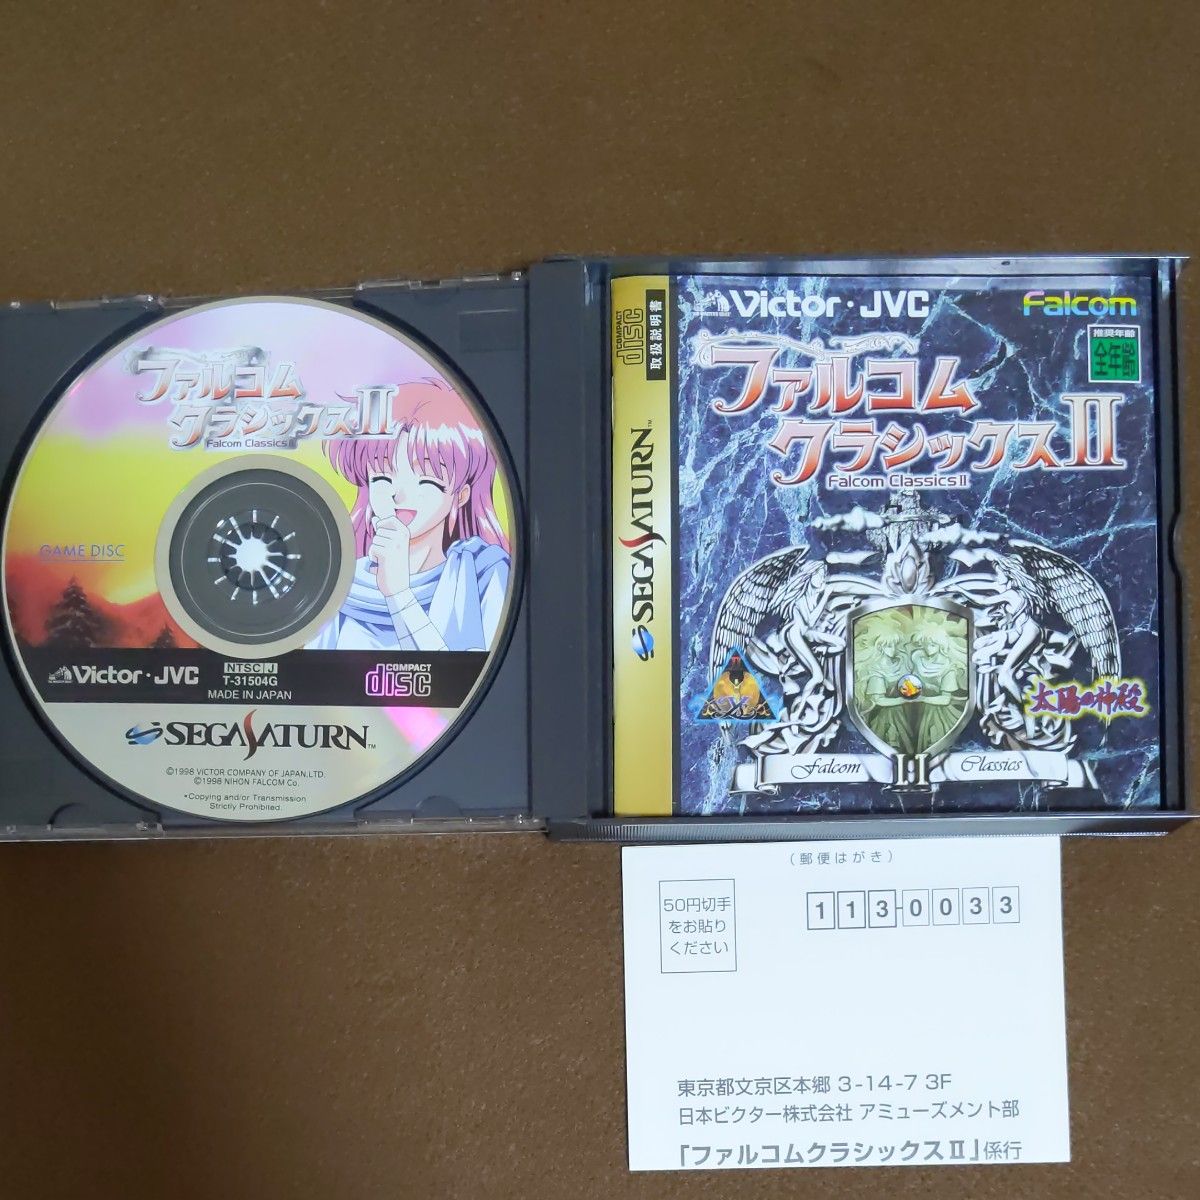 ファルコム
クラシックスII
Falcom Classics II
GAME DISC
Victor・JVC
NTSC J
T-31504G
MADE IN JAPAN
COMPACT
disc
SEGA SATURN™
©1998 VICTOR COMPANY OF JAPAN,LTD.
©1998 NIHON FALCOM Co.
*Copying and/or Transmission
Strictly Prohibited.
COMPACT
disc
取扱説明書
SEGA SATURN™
Victor・JVC
Falcom
推奨年齢
全年齢
ファルコム
クラシックスII
Falcom Classics II
太陽の神殿
Falcom II Classics
(郵便はがき)
50円切手
をお貼り
ください
113-0033
東京都文京区本郷 3-14-7 3F
日本ビクター株式会社 アミューズメント部
「ファルコムクラシックスII」係行